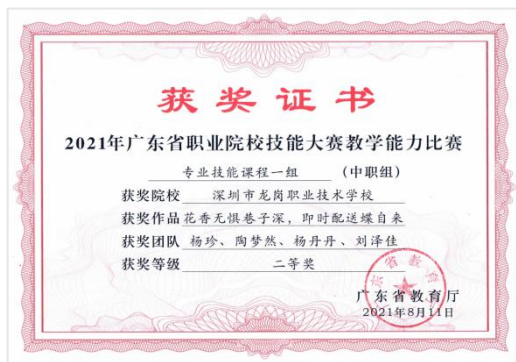 获奖证书
2021年广东省职业院校技能大赛教学能力比赛
专业技能课程一组 （中职组）
获奖院校 深圳市龙岗职业技术学校
获奖作品 花香无惧巷子深，即时配送蝶自来
获奖团队 杨珍、陶梦然、杨丹丹、刘泽佳
获奖等级 二等奖
广东省教育厅
2021年8月11日